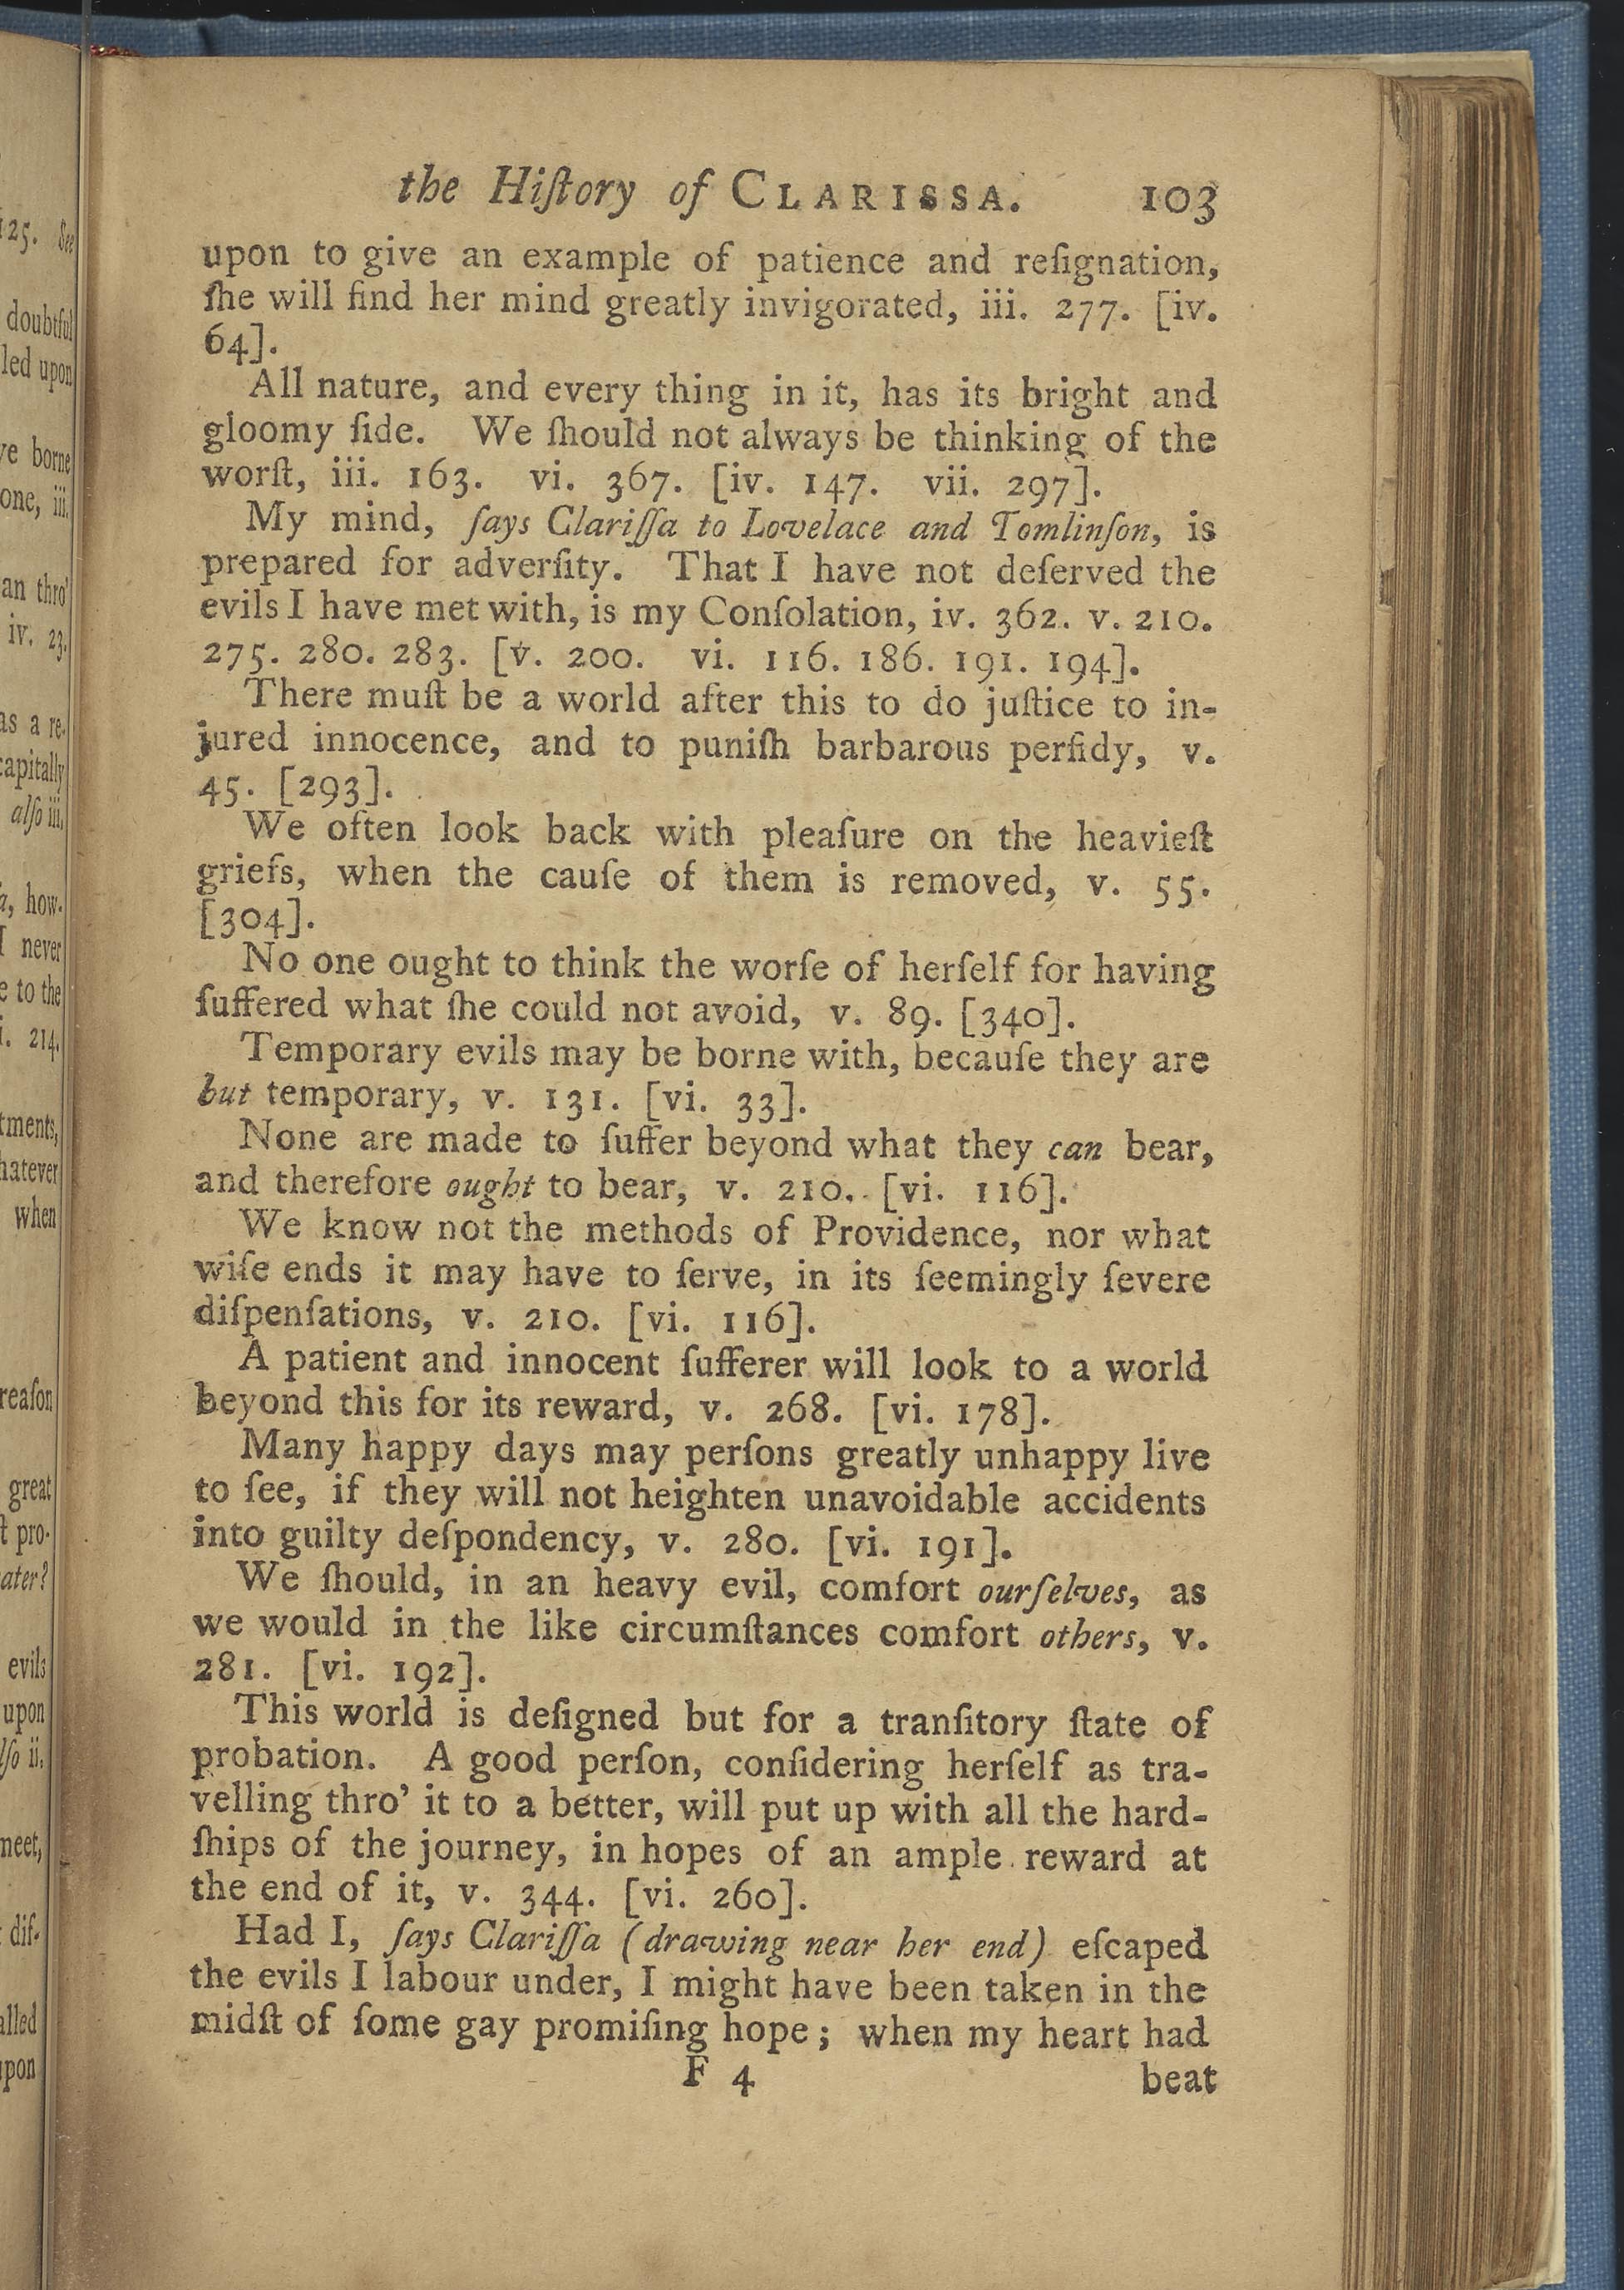 the Hiſtory of CLARISSA. 103
upon to give an example of patience and reſignation,
ſhe will find her mind greatly invigorated, iii. 277. [iv.
64].
All nature, and every thing in it, has its bright and
gloomy ſide. We ſhould not always be thinking of the
worſt, iii. 163. vi. 367. [iv. 147. vii. 297].
My mind, ſays Clariſſa to Lovelace and Tomlinſon, is
prepared for adverſity. That I have not deſerved the
evils I have met with, is my Conſolation, iv. 362. v. 210.
275. 280. 283. [v. 200. vi. 116. 186. 191. 194].
There muſt be a world after this to do juſtice to in-
jured innocence, and to puniſh barbarous perfidy, v.
45. [293].
We often look back with pleaſure on the heavieſt
griefs, when the cauſe of them is removed, v. 55.
[304].
No one ought to think the worſe of herſelf for having
ſuffered what ſhe could not avoid, v. 89. [340].
Temporary evils may be borne with, becauſe they are
but temporary, v. 131. [vi. 33].
None are made to ſuffer beyond what they can bear,
and therefore ought to bear, v. 210. [vi. 116].
We know not the methods of Providence, nor what
wiſe ends it may have to ſerve, in its ſeemingly ſevere
diſpenſations, v. 210. [vi. 116].
A patient and innocent ſufferer will look to a world
beyond this for its reward, v. 268. [vi. 178].
Many happy days may perſons greatly unhappy live
to ſee, if they will not heighten unavoidable accidents
into guilty deſpondency, v. 280. [vi. 191].
We ſhould, in an heavy evil, comfort ourſelves, as
we would in the like circumſtances comfort others, v.
281. [vi. 192].
This world is deſigned but for a tranſitory ſtate of
probation. A good perſon, conſidering herſelf as tra-
velling thro' it to a better, will put up with all the hard-
ſhips of the journey, in hopes of an ample reward at
the end of it, v. 344. [vi. 260].
Had I, ſays Clariſſa (drawing near her end) eſcaped
the evils I labour under, I might have been taken in the
midſt of ſome gay promiſing hope; when my heart had
F 4 beat